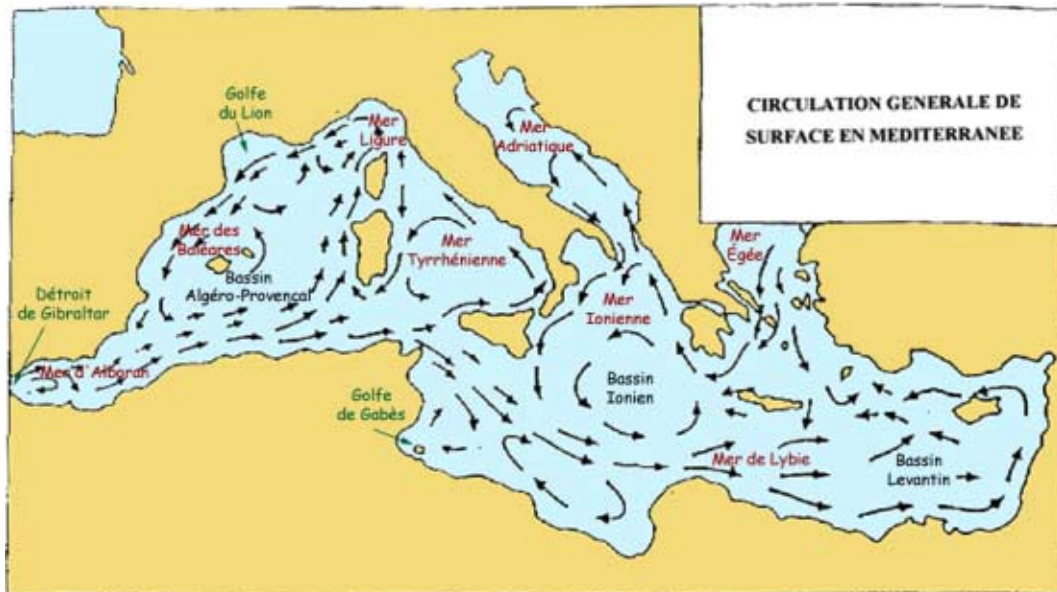 CIRCULATION GENERALE DE
SURFACE EN MEDITERRANEE
Golfe
du Lion
Mer
Ligure
Mer
Adriatique
Mer des
Baléares
Mer
Tyrrhénienne
Mer
Égée
Bassin
Algéro-Provençal
Détroit
de Gibraltar
Mer
Ionienne
Mer d'Alboran
Bassin
Ionien
Golfe
de Gabès
Mer de Lybie
Bassin
Levantin